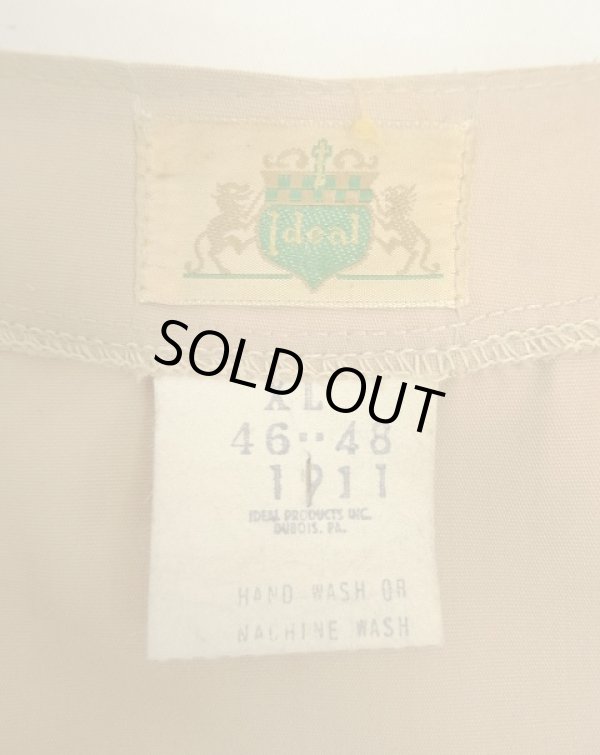 Ideal
SOLD OUT
XL
46--48
1911
IDEAL PRODUCTS INC.
DUBOIS, PA.
HAND WASH OR
MACHINE WASH